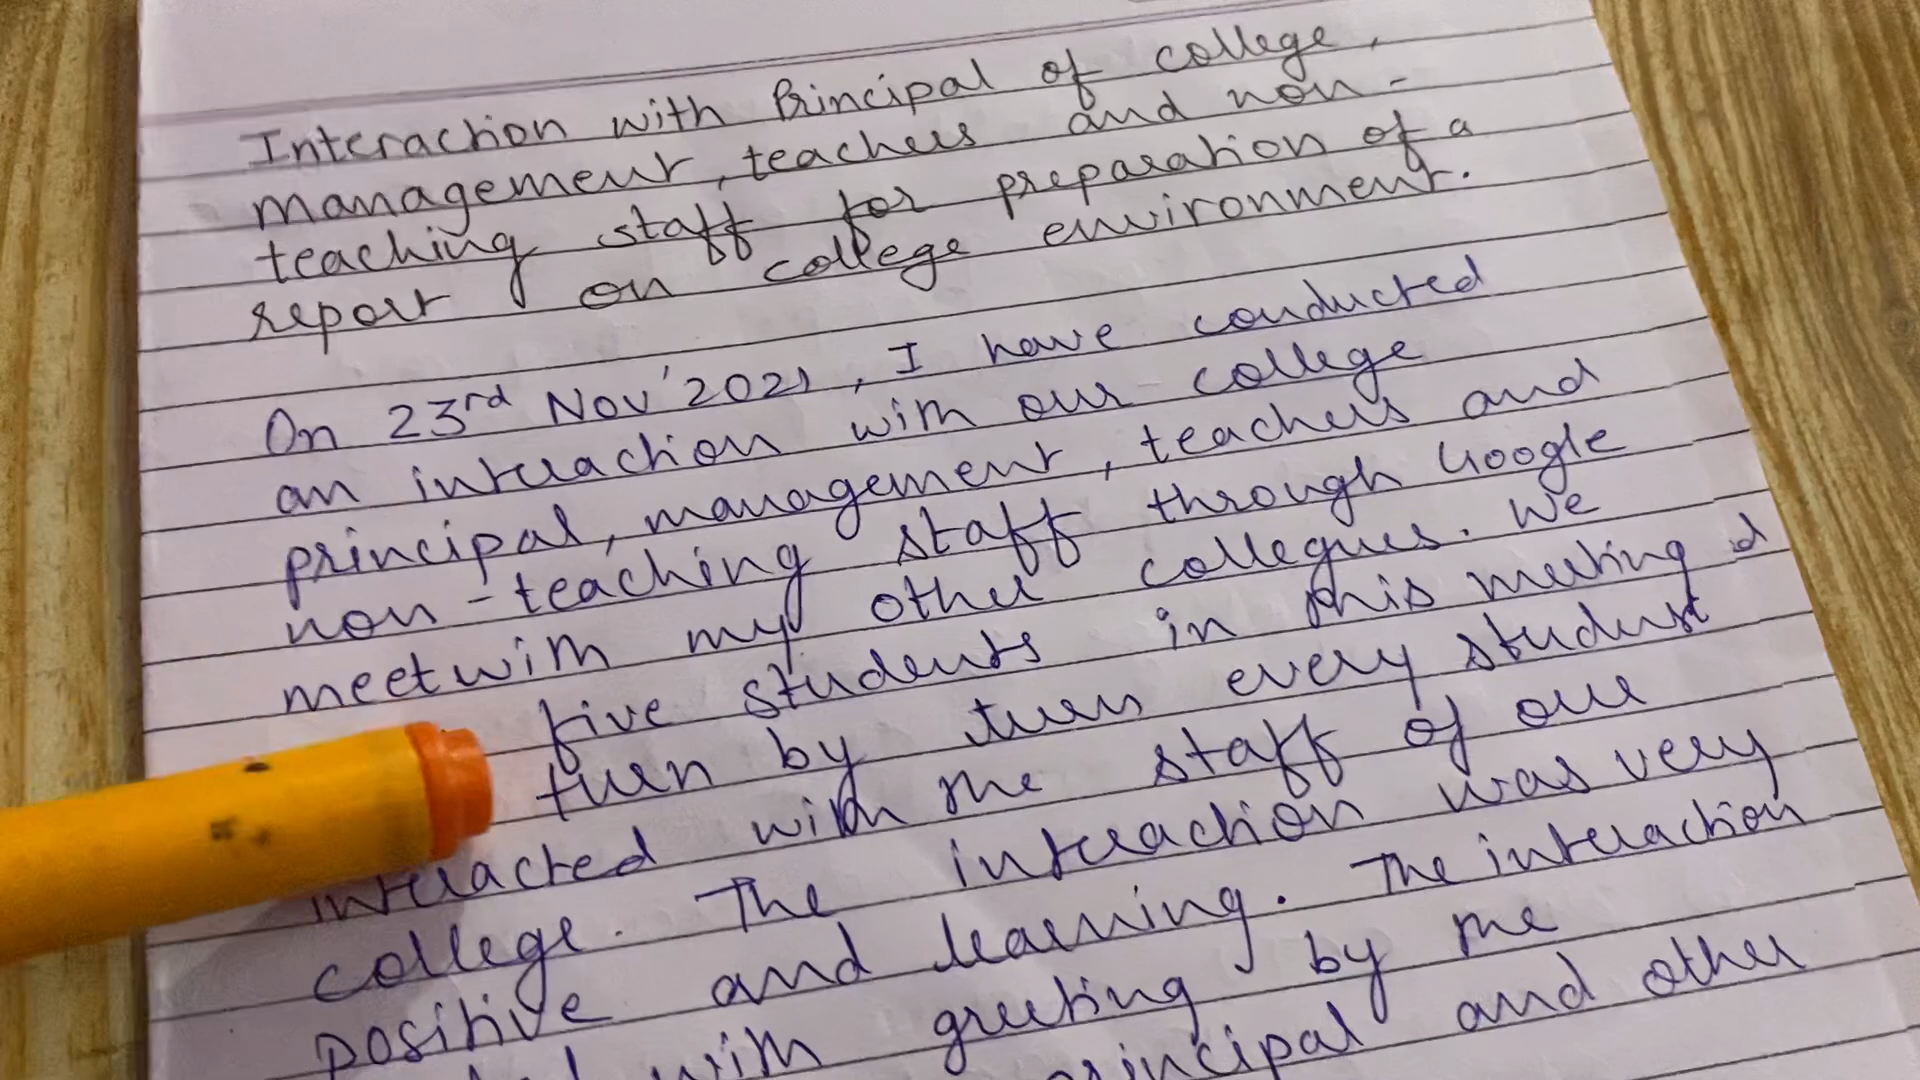 Interaction with Principal of college,
management, teachers and non-
teaching staff for preparation of a
report on college environment.
On 23rd Nov'2021, I have conducted
an interaction with our college
principal, management, teachers and
non-teaching staff through Google
meet with my other collegues. We
five students in this meeting &
turn by turn every student
interacted with the staff of our
college. The interaction was very
positive and learning. The interaction
with greeting by the
principal and other